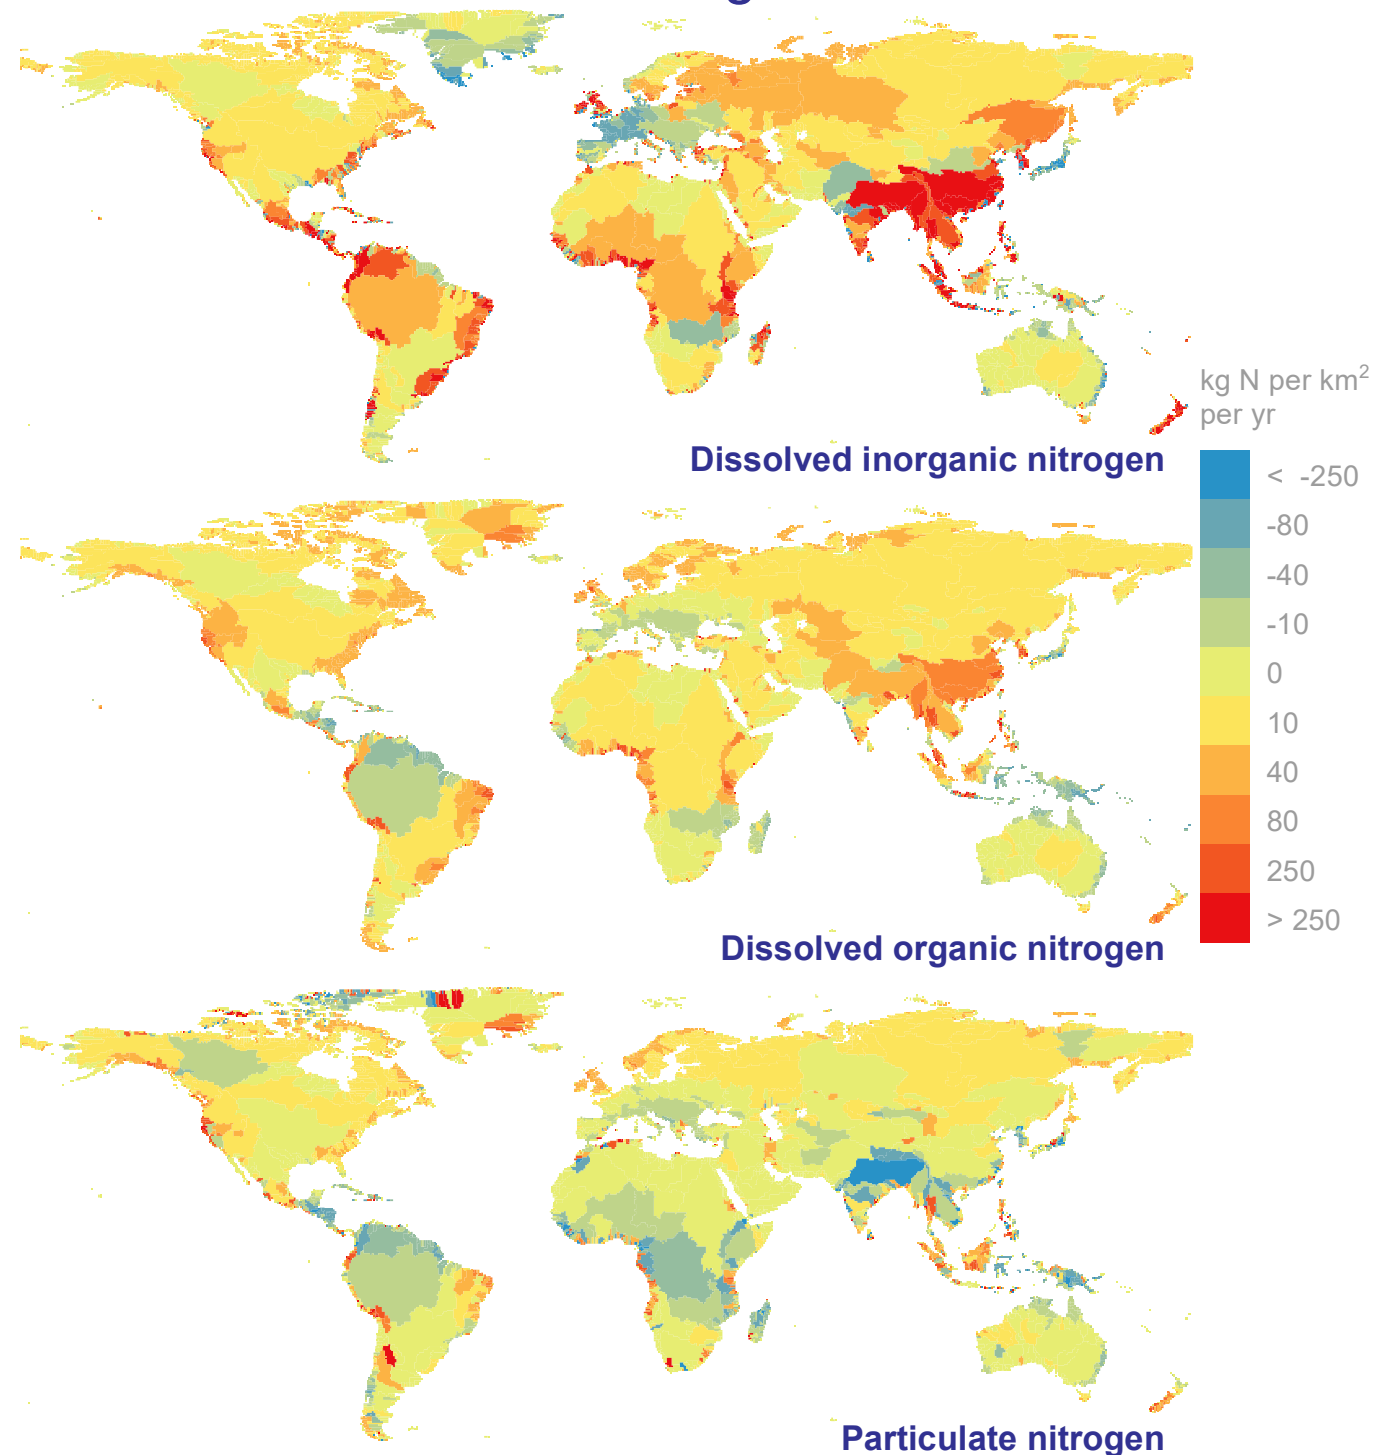 kg N per km²
per yr
Dissolved inorganic nitrogen
< -250
-80
-40
-10
0
10
40
80
250
> 250
Dissolved organic nitrogen
Particulate nitrogen